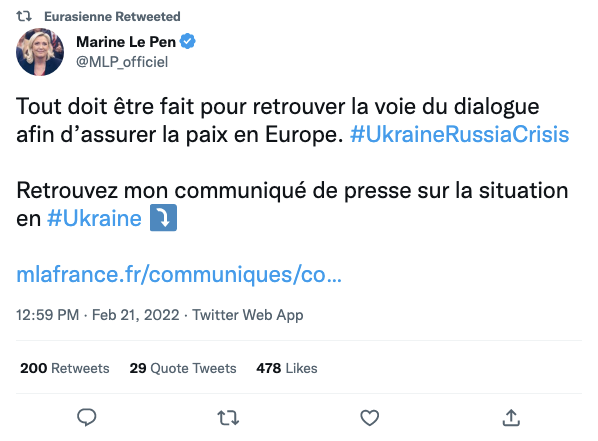 Eurasienne Retweeted
Marine Le Pen
@MLP_officiel
Tout doit être fait pour retrouver la voie du dialogue
afin d’assurer la paix en Europe. #UkraineRussiaCrisis
Retrouvez mon communiqué de presse sur la situation
en #Ukraine ⤵️
mlafrance.fr/communiques/co…
12:59 PM · Feb 21, 2022 · Twitter Web App
200 Retweets 29 Quote Tweets 478 Likes